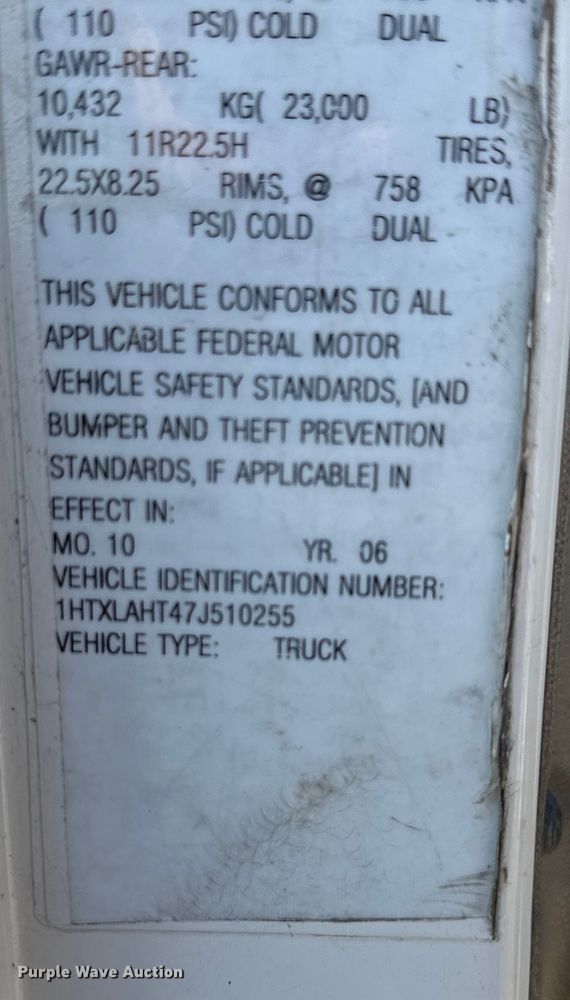 ( 110 PSI) COLD DUAL
GAWR-REAR:
10,432 KG( 23,000 LB)
WITH 11R22.5H TIRES,
22.5X8.25 RIMS, @ 758 KPA
( 110 PSI) COLD DUAL
THIS VEHICLE CONFORMS TO ALL
APPLICABLE FEDERAL MOTOR
VEHICLE SAFETY STANDARDS, [AND
BUMPER AND THEFT PREVENTION
STANDARDS, IF APPLICABLE] IN
EFFECT IN:
MO. 10 YR. 06
VEHICLE IDENTIFICATION NUMBER:
1HTXLAHT47J510255
VEHICLE TYPE: TRUCK
Purple Wave Auction